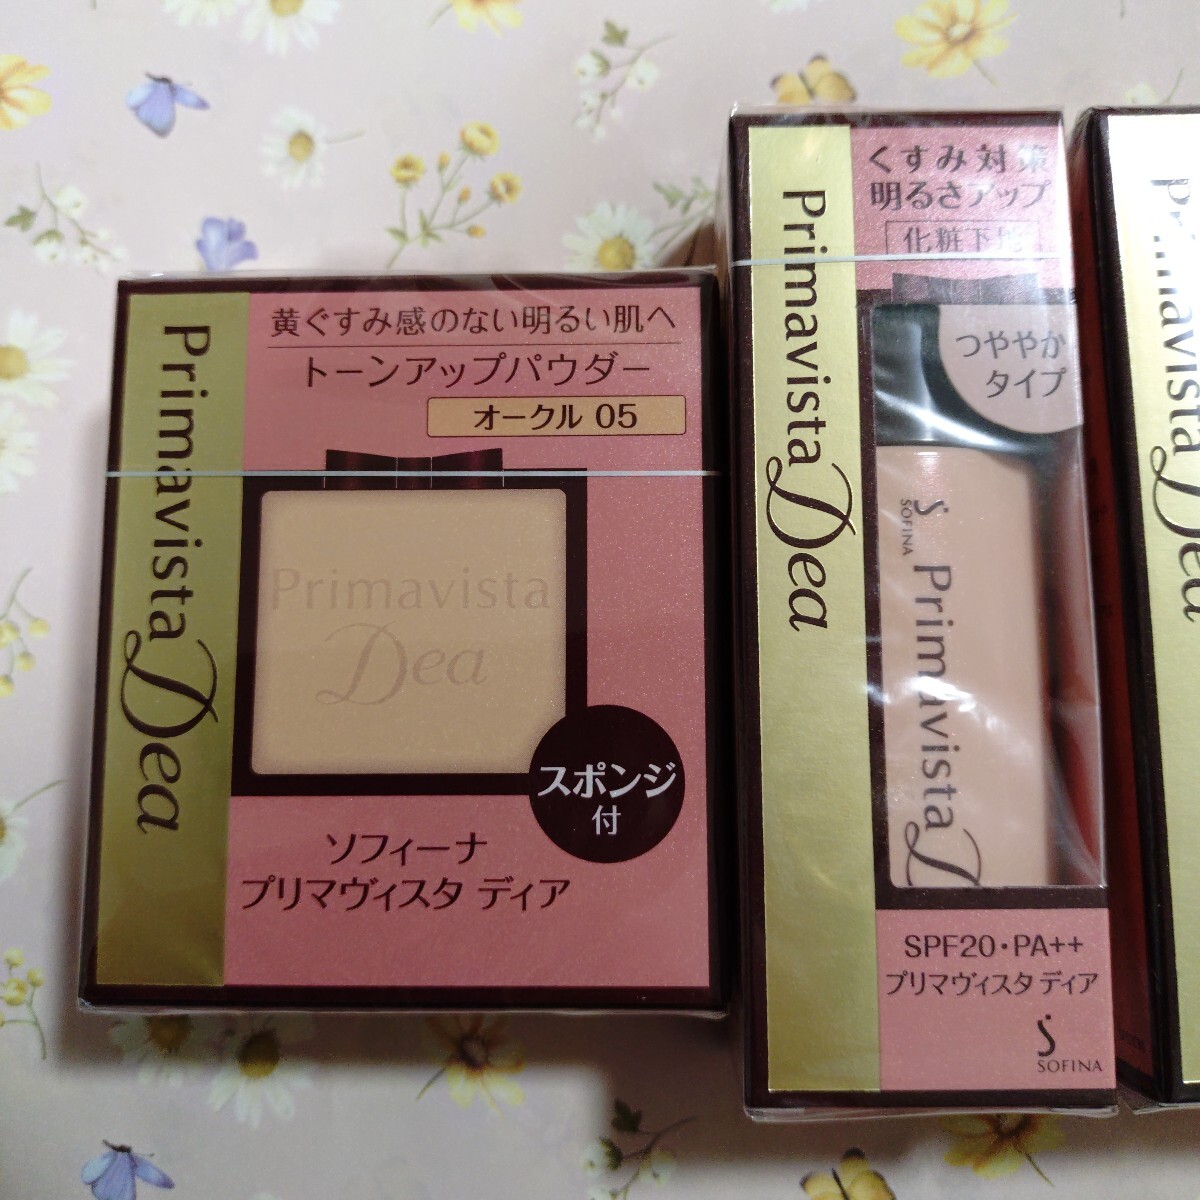 Primavista Dea
黄ぐすみ感のない明るい肌へ
トーンアップパウダー
オークル 05
Primavista
Dea
スポンジ
付
ソフィーナ
プリマヴィスタ ディア
Primavista Dea
くすみ対策
明るさアップ
化粧下地
つややか
タイプ
SOFINA
Primavista
SPF20・PA++
プリマヴィスタ ディア
SOFINA
Primavista Dea